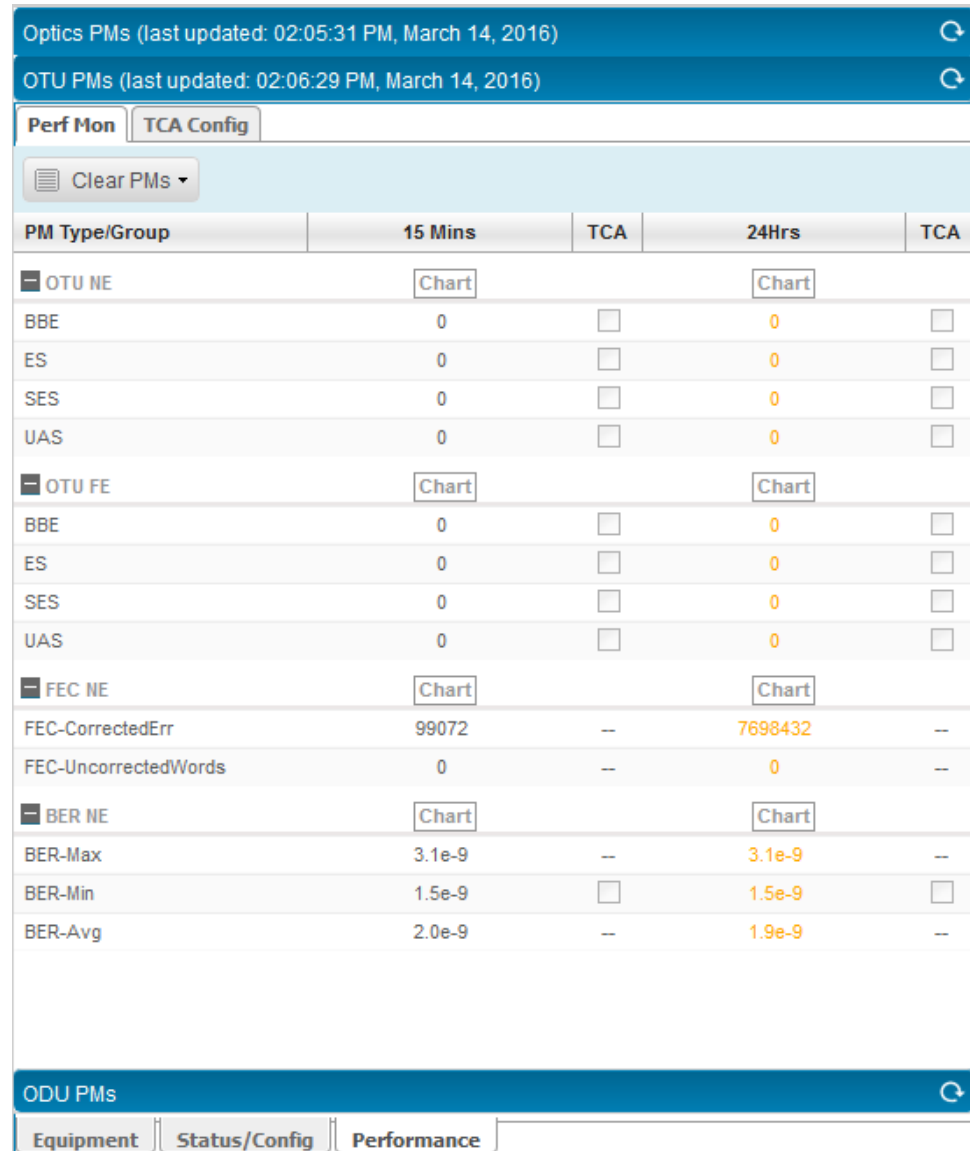 Optics PMs (last updated: 02:05:31 PM, March 14, 2016)
OTU PMs (last updated: 02:06:29 PM, March 14, 2016)
Perf Mon TCA Config
Clear PMs
PM Type/Group 15 Mins TCA 24Hrs TCA
OTU NE Chart Chart
BBE 0 0
ES 0 0
SES 0 0
UAS 0 0
OTU FE Chart Chart
BBE 0 0
ES 0 0
SES 0 0
UAS 0 0
FEC NE Chart Chart
FEC-CorrectedErr 99072 -- 7698432 --
FEC-UncorrectedWords 0 -- 0 --
BER NE Chart Chart
BER-Max 3.1e-9 -- 3.1e-9 --
BER-Min 1.5e-9 1.5e-9
BER-Avg 2.0e-9 -- 1.9e-9 --
ODU PMs
Equipment Status/Config Performance